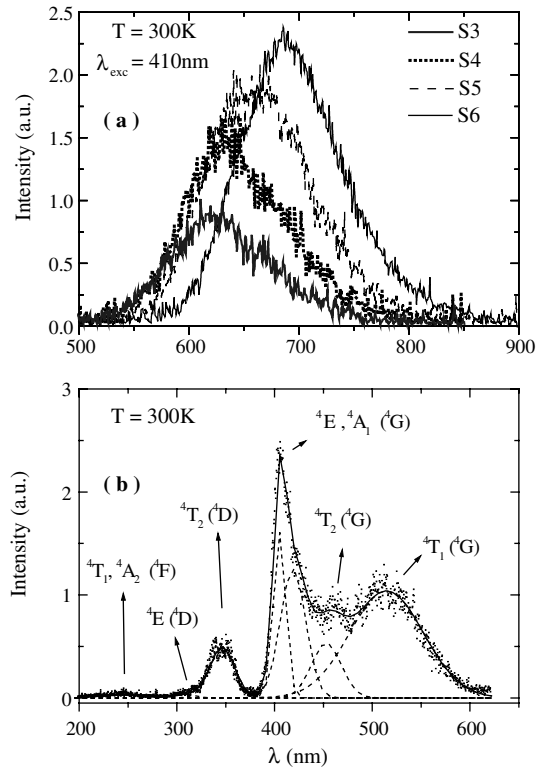 T = 300K
λexc = 410nm
( a )
S3
S4
S5
S6
Intensity (a.u.)
2.5
2.0
1.5
1.0
0.5
0.0
500 600 700 800 900
T = 300K
( b )
⁴E , ⁴A₁ (⁴G)
⁴T₂ (⁴D)
⁴T₂ (⁴G)
⁴T₁ (⁴G)
⁴T₁, ⁴A₂ (⁴F)
⁴E (⁴D)
Intensity (a.u.)
3
2
1
0
200 300 400 500 600
λ (nm)